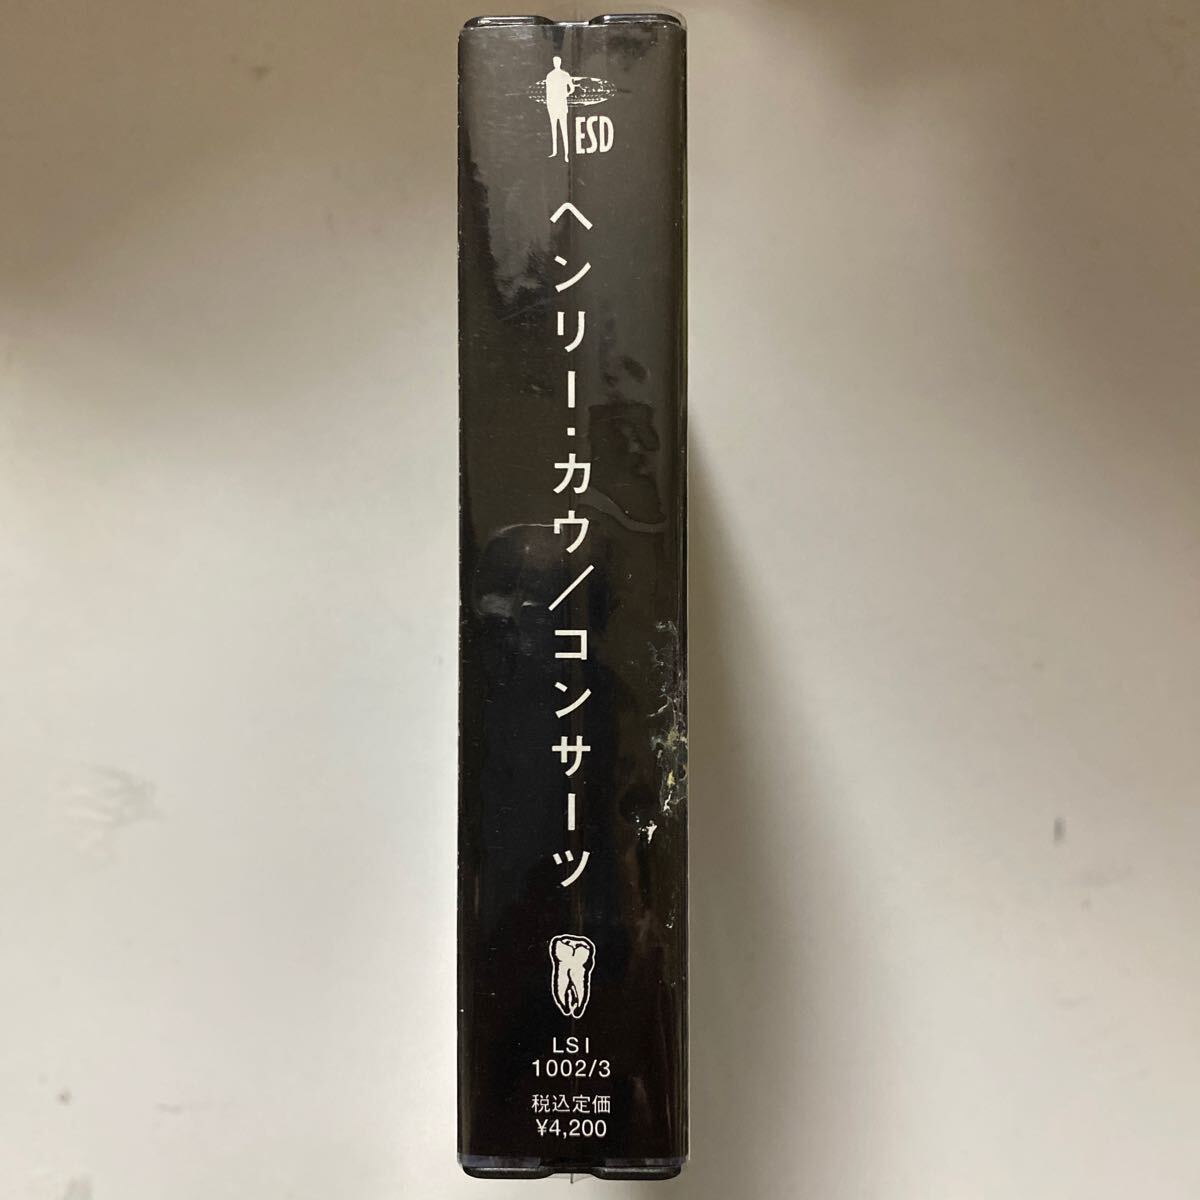 ESD
ヘンリー・カウ／コンサーツ
LSI
1002/3
税込定価
¥4,200